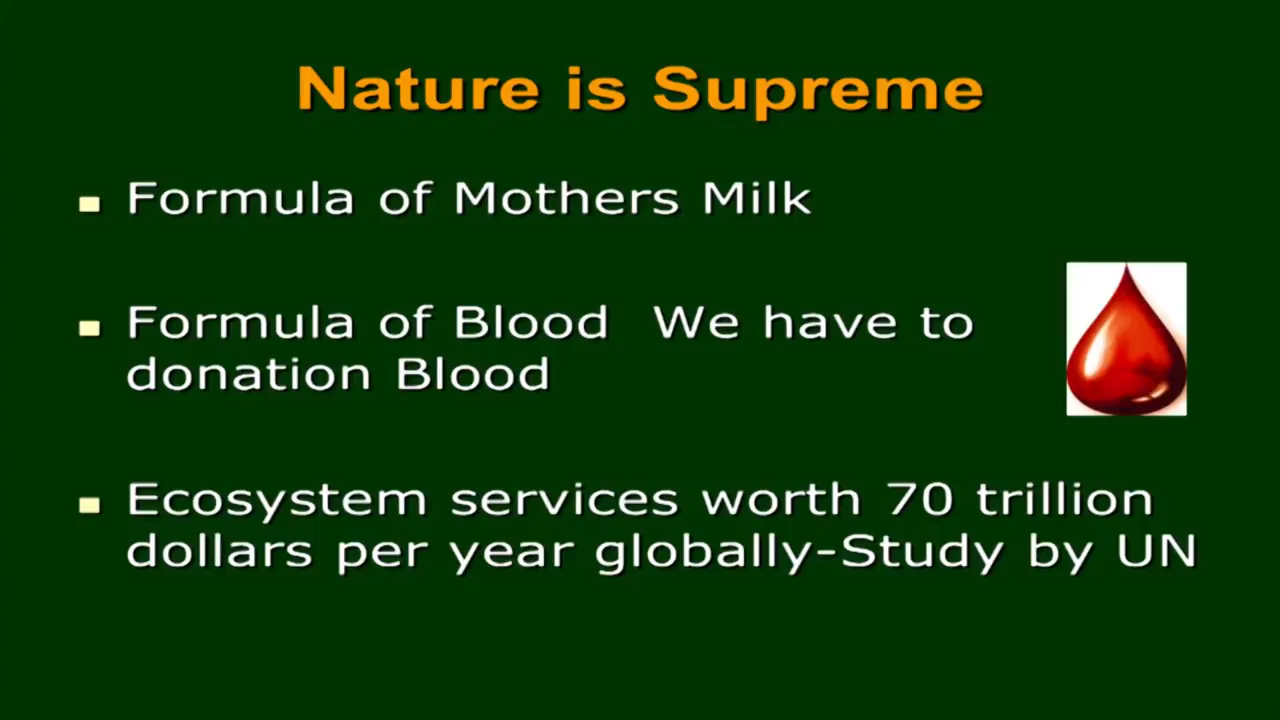 Nature is Supreme
Formula of Mothers Milk
Formula of Blood We have to
donation Blood
Ecosystem services worth 70 trillion
dollars per year globally-Study by UN